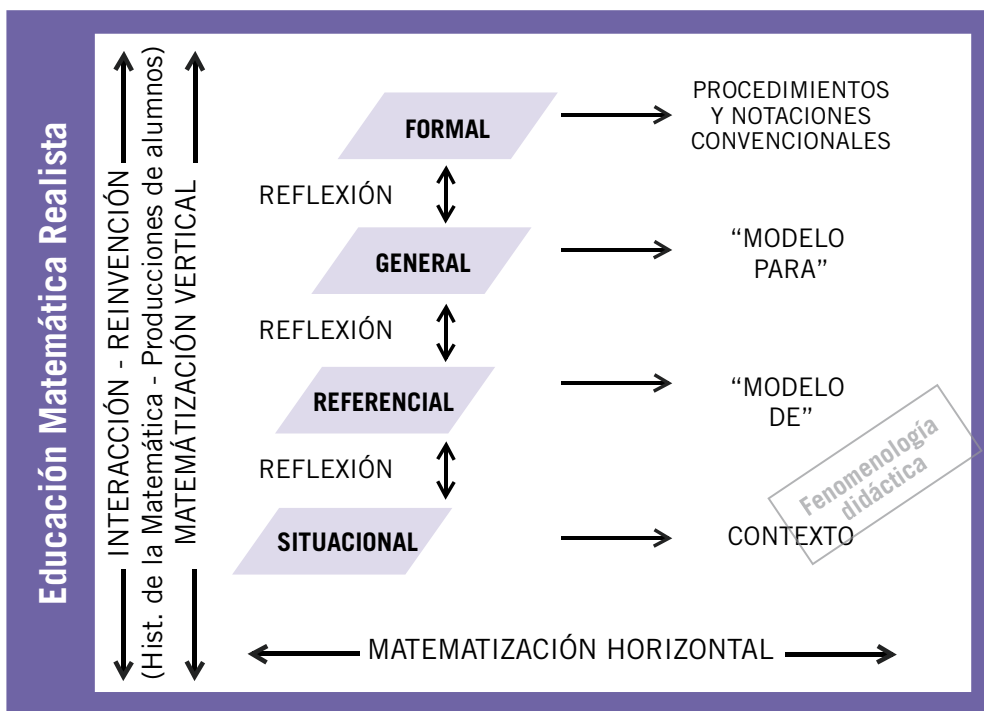 Educación Matemática Realista
INTERACCIÓN - REINVENCIÓN
(Hist. de la Matemática - Producciones de alumnos)
MATEMÁTIZACIÓN VERTICAL
FORMAL
PROCEDIMIENTOS
Y NOTACIONES
CONVENCIONALES
REFLEXIÓN
GENERAL
“MODELO
PARA”
REFLEXIÓN
REFERENCIAL
“MODELO
DE”
REFLEXIÓN
Fenomenología
didáctica
SITUACIONAL
CONTEXTO
MATEMATIZACIÓN HORIZONTAL